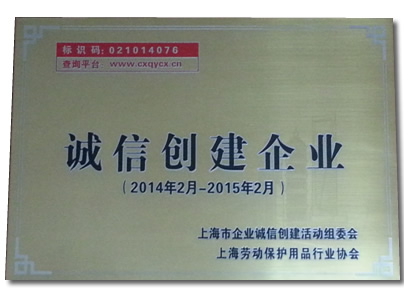 标识码：021014076
查询平台 www.cxqycx.cn
诚信创建企业
（2014年2月-2015年2月）
上海市企业诚信创建活动组委会
上海劳动保护用品行业协会